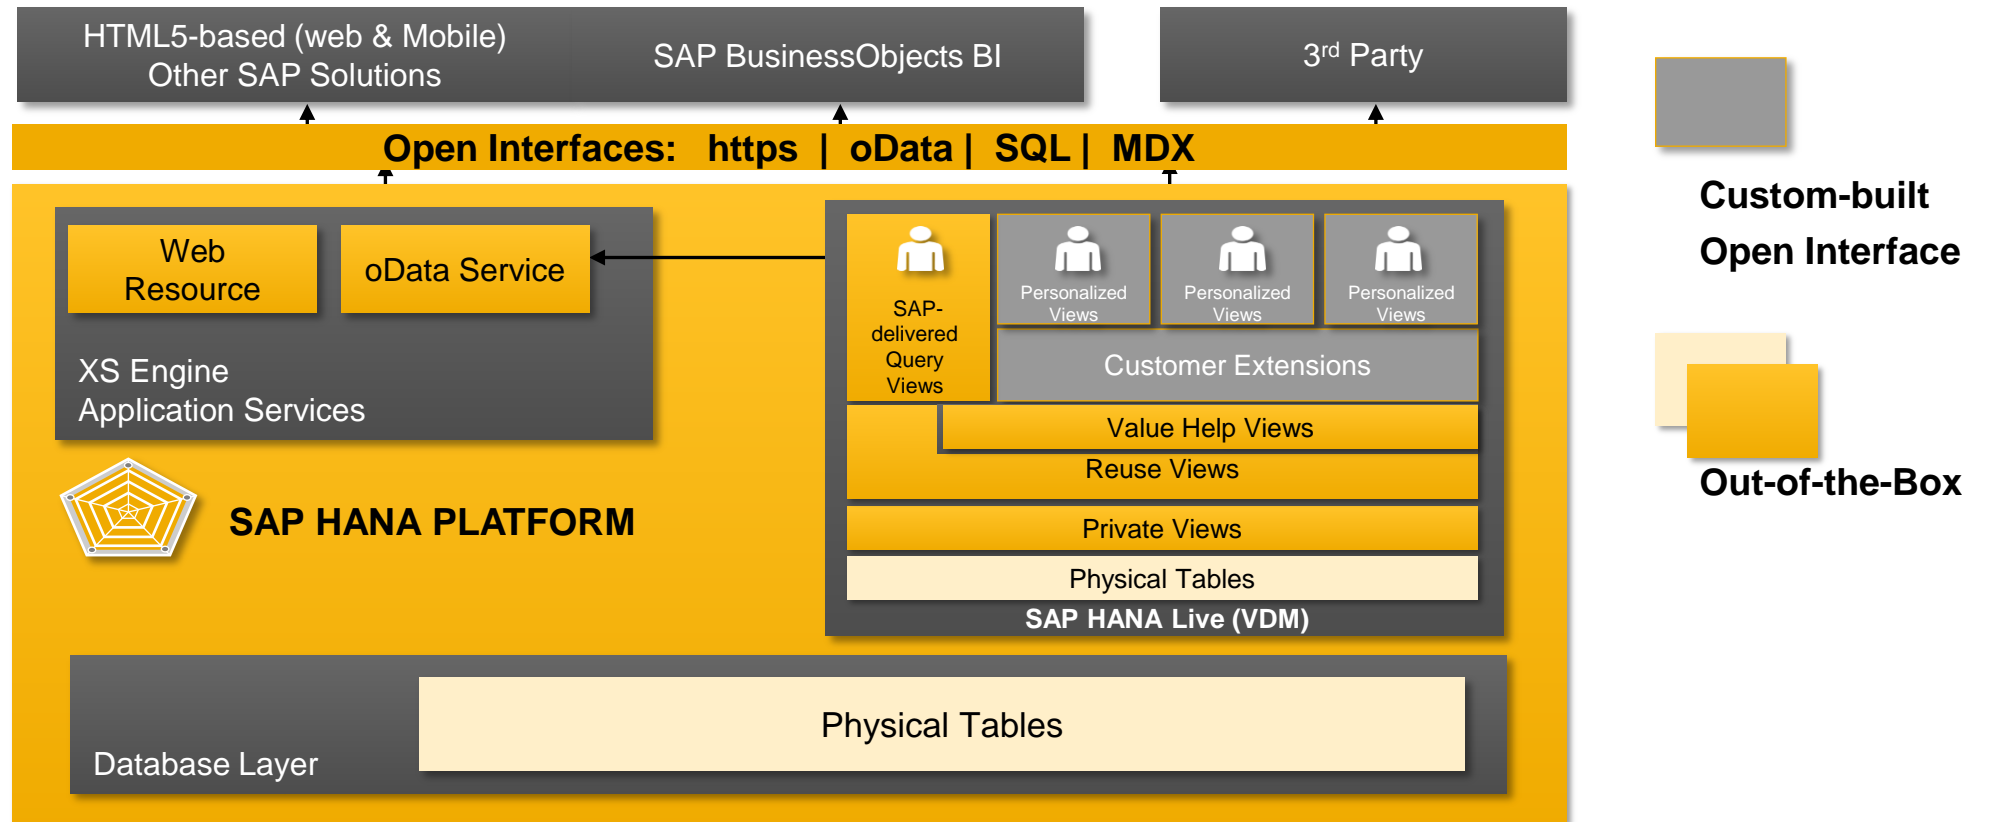 HTML5-based (web & Mobile)
Other SAP Solutions
SAP BusinessObjects BI
3rd Party
Open Interfaces: https | oData | SQL | MDX
Web
Resource
oData Service
XS Engine
Application Services
SAP HANA PLATFORM
SAP-
delivered
Query
Views
Personalized
Views
Personalized
Views
Personalized
Views
Customer Extensions
Value Help Views
Reuse Views
Private Views
Physical Tables
SAP HANA Live (VDM)
Database Layer
Physical Tables
Custom-built
Open Interface
Out-of-the-Box